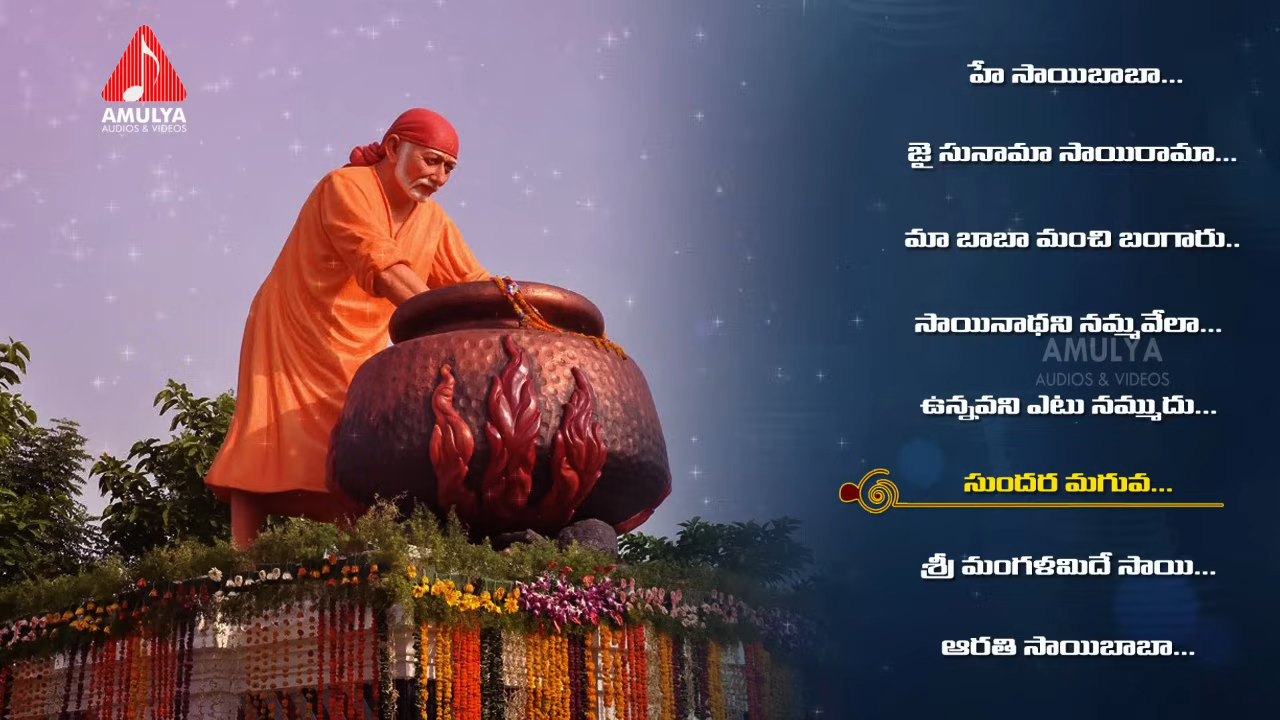 AMULYA
AUDIOS & VIDEOS
హే సాయిబాబా...
జై సునామా సాయిరామా...
మా బాబా మంచి బంగారు..
సాయినాథుని నమ్మవేలా...
AMULYA
AUDIOS & VIDEOS
ఉన్నవని ఎటు నమ్ముదు...
సుందర మగువ...
శ్రీ మంగళమిదే సాయి...
ఆరతి సాయిబాబా...